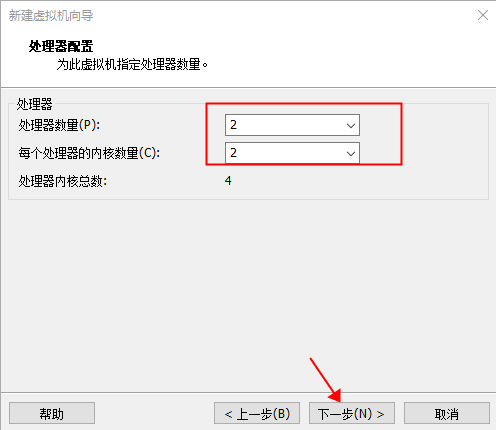 新建虚拟机向导
处理器配置
为此虚拟机指定处理器数量。
处理器
处理器数量(P): 2
每个处理器的内核数量(C): 2
处理器内核总数: 4
帮助 < 上一步(B) 下一步(N) > 取消